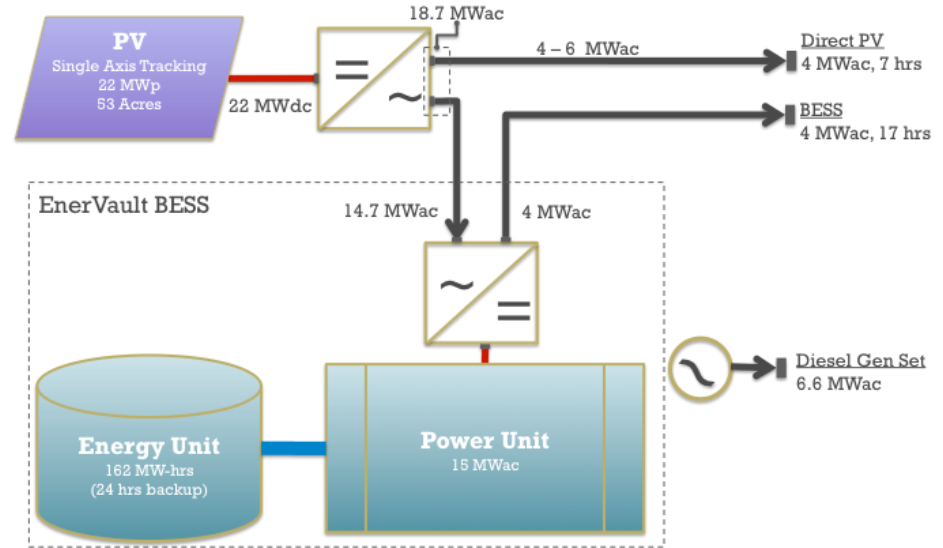 18.7 MWac
PV
Single Axis Tracking
22 MWp
53 Acres
22 MWdc
4 – 6 MWac
Direct PV
4 MWac, 7 hrs
BESS
4 MWac, 17 hrs
EnerVault BESS
14.7 MWac
4 MWac
Diesel Gen Set
6.6 MWac
Energy Unit
162 MW-hrs
(24 hrs backup)
Power Unit
15 MWac